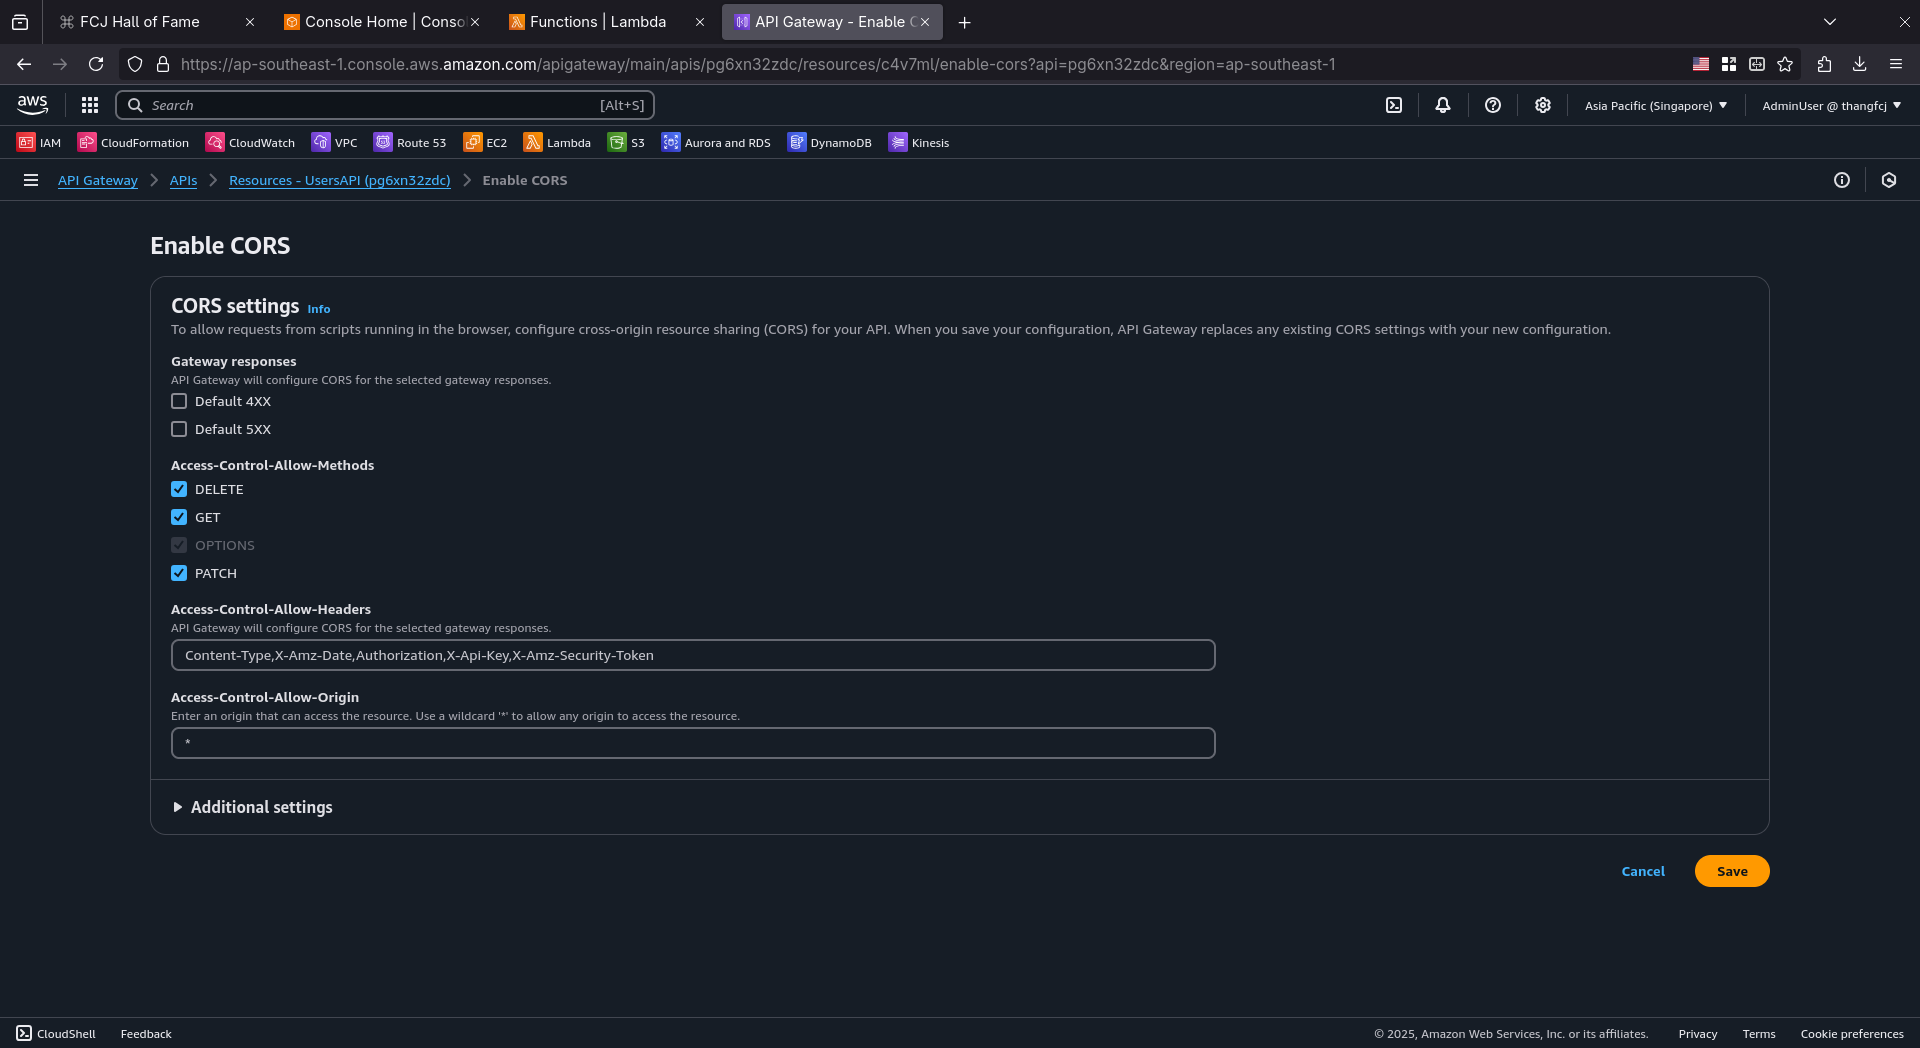 FCJ Hall of Fame
Console Home | Conso
Functions | Lambda
API Gateway - Enable C
https://ap-southeast-1.console.aws.amazon.com/apigateway/main/apis/pg6xn32zdc/resources/c4v7ml/enable-cors?api=pg6xn32zdc&region=ap-southeast-1
aws
Search
[Alt+S]
Asia Pacific (Singapore)
AdminUser @ thangfcj
IAM
CloudFormation
CloudWatch
VPC
Route 53
EC2
Lambda
S3
Aurora and RDS
DynamoDB
Kinesis
API Gateway
APIs
Resources - UsersAPI (pg6xn32zdc)
Enable CORS
Enable CORS
CORS settings Info
To allow requests from scripts running in the browser, configure cross-origin resource sharing (CORS) for your API. When you save your configuration, API Gateway replaces any existing CORS settings with your new configuration.
Gateway responses
API Gateway will configure CORS for the selected gateway responses.
Default 4XX
Default 5XX
Access-Control-Allow-Methods
DELETE
GET
OPTIONS
PATCH
Access-Control-Allow-Headers
API Gateway will configure CORS for the selected gateway responses.
Content-Type,X-Amz-Date,Authorization,X-Api-Key,X-Amz-Security-Token
Access-Control-Allow-Origin
Enter an origin that can access the resource. Use a wildcard '*' to allow any origin to access the resource.
*
Additional settings
Cancel
Save
CloudShell
Feedback
© 2025, Amazon Web Services, Inc. or its affiliates.
Privacy
Terms
Cookie preferences